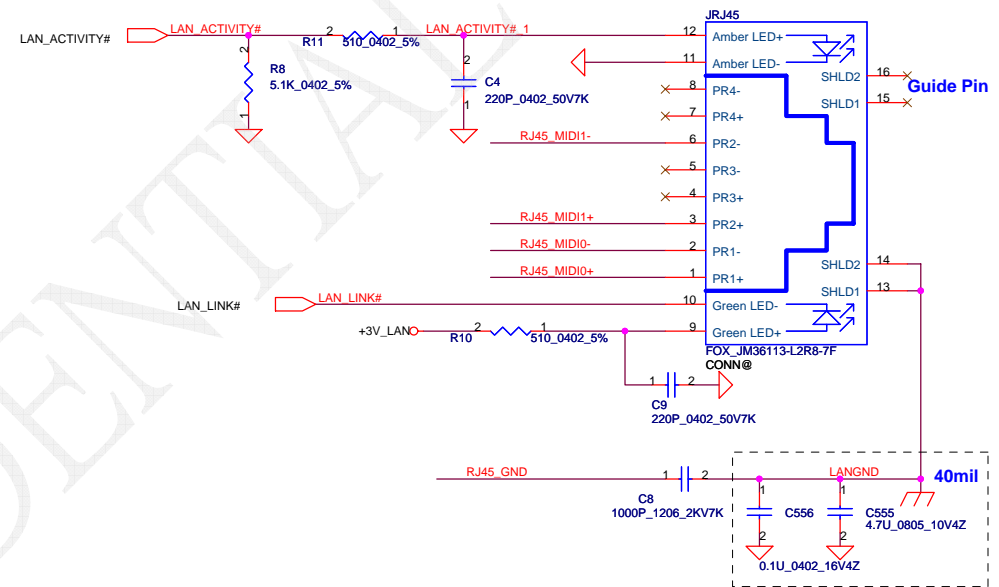 JRJ45
LAN_ACTIVITY#
LAN_ACTIVITY#
2
R11
1
510_0402_5%
LAN_ACTIVITY#_1
12
Amber LED+
2
R8
5.1K_0402_5%
1
2
C4
220P_0402_50V7K
1
11
Amber LED-
SHLD2
16
Guide Pin
8
PR4-
SHLD1
15
7
PR4+
RJ45_MIDI1-
6
PR2-
5
PR3-
4
PR3+
RJ45_MIDI1+
3
PR2+
RJ45_MIDI0-
2
PR1-
SHLD2
14
RJ45_MIDI0+
1
PR1+
SHLD1
13
LAN_LINK#
LAN_LINK#
10
Green LED-
+3V_LAN
R10
2
1
510_0402_5%
9
Green LED+
FOX_JM36113-L2R8-7F
CONN@
1
2
C9
220P_0402_50V7K
RJ45_GND
1
2
C8
1000P_1206_2KV7K
LANGND
40mil
1
C556
2
0.1U_0402_16V4Z
1
C555
4.7U_0805_10V4Z
2
DENTIAL